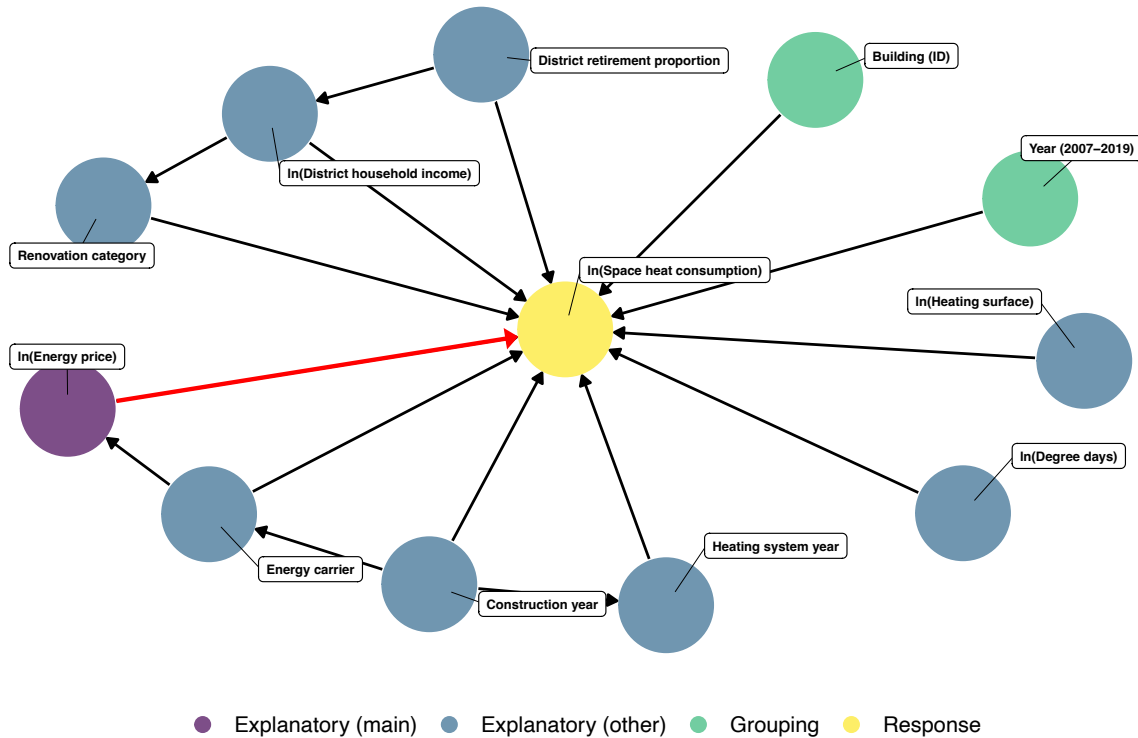 District retirement proportion
Building (ID)
Year (2007–2019)
ln(District household income)
Renovation category
ln(Space heat consumption)
ln(Heating surface)
ln(Energy price)
ln(Degree days)
Heating system year
Energy carrier
Construction year
Explanatory (main)
Explanatory (other)
Grouping
Response